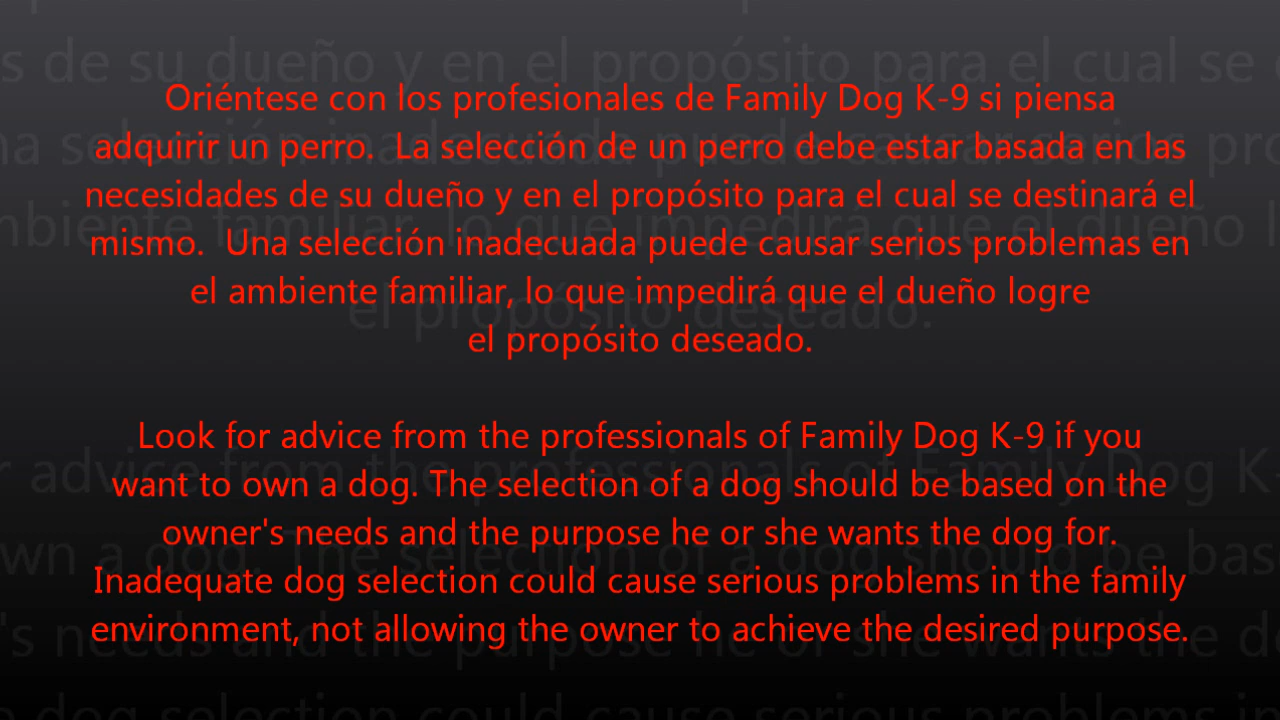 Oriéntese con los profesionales de Family Dog K-9 si piensa
adquirir un perro.  La selección de un perro debe estar basada en las
necesidades de su dueño y en el propósito para el cual se destinará el
mismo.  Una selección inadecuada puede causar serios problemas en
el ambiente familiar, lo que impedirá que el dueño logre
el propósito deseado.
Look for advice from the professionals of Family Dog K-9 if you
want to own a dog. The selection of a dog should be based on the
owner's needs and the purpose he or she wants the dog for.
Inadequate dog selection could cause serious problems in the family
environment, not allowing the owner to achieve the desired purpose.